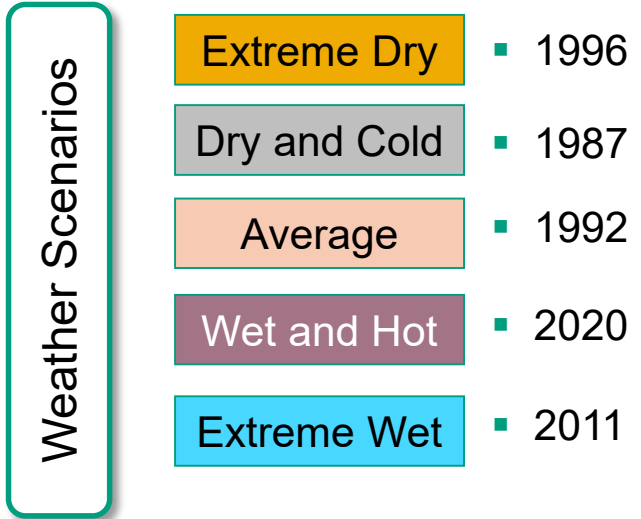 Weather Scenarios
Extreme Dry ▪ 1996
Dry and Cold ▪ 1987
Average ▪ 1992
Wet and Hot ▪ 2020
Extreme Wet ▪ 2011